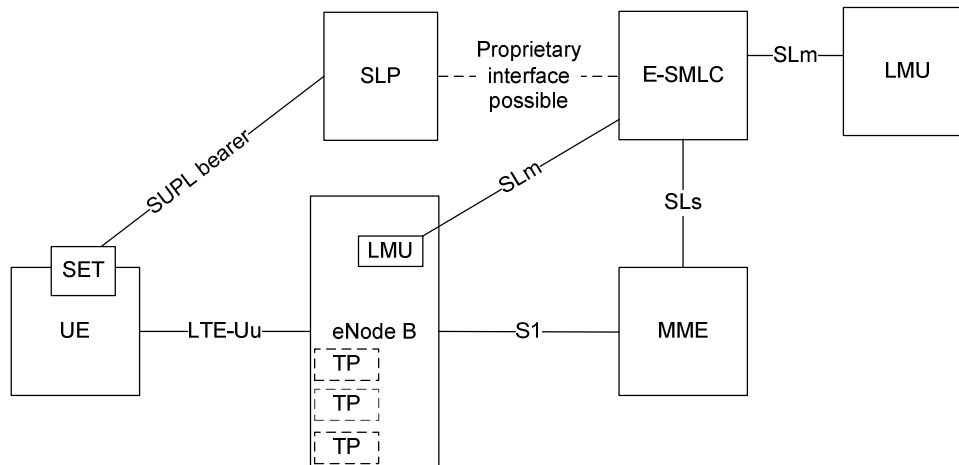 SLP
Proprietary
interface
possible
E-SMLC
SLm
LMU
SUPL bearer
SLm
SLs
SET
UE
LTE-Uu
LMU
eNode B
S1
MME
TP
TP
TP